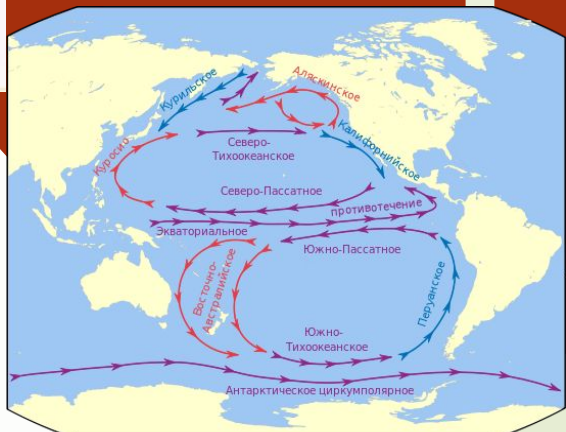 Курильское
Аляскинское
Куросио
Северо-
Тихоокеанское
Калифорнийское
Северо-Пассатное
противотечение
Экваториальное
Южно-Пассатное
Восточно-
Австралийское
Перуанское
Южно-
Тихоокеанское
Антарктическое циркумполярное